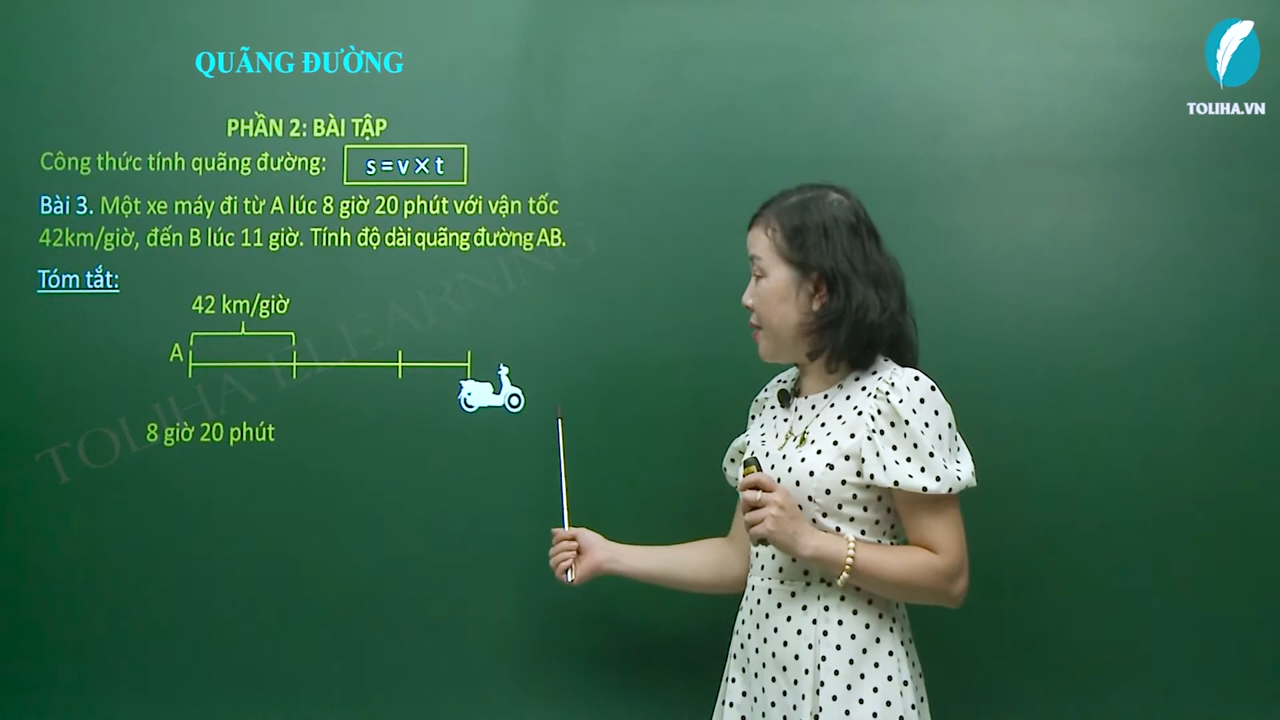 QUÃNG ĐƯỜNG
TOLIHA.VN
PHẦN 2: BÀI TẬP
Công thức tính quãng đường: s = v × t
Bài 3. Một xe máy đi từ A lúc 8 giờ 20 phút với vận tốc
42km/giờ, đến B lúc 11 giờ. Tính độ dài quãng đường AB.
Tóm tắt:
42 km/giờ
A
8 giờ 20 phút
TOLIHA ELEARNING